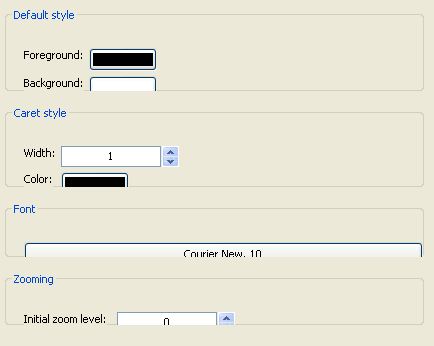 Default style
Foreground:
Background:
Caret style
Width: 1
Color:
Font
Courier New, 10
Zooming
Initial zoom level: 0